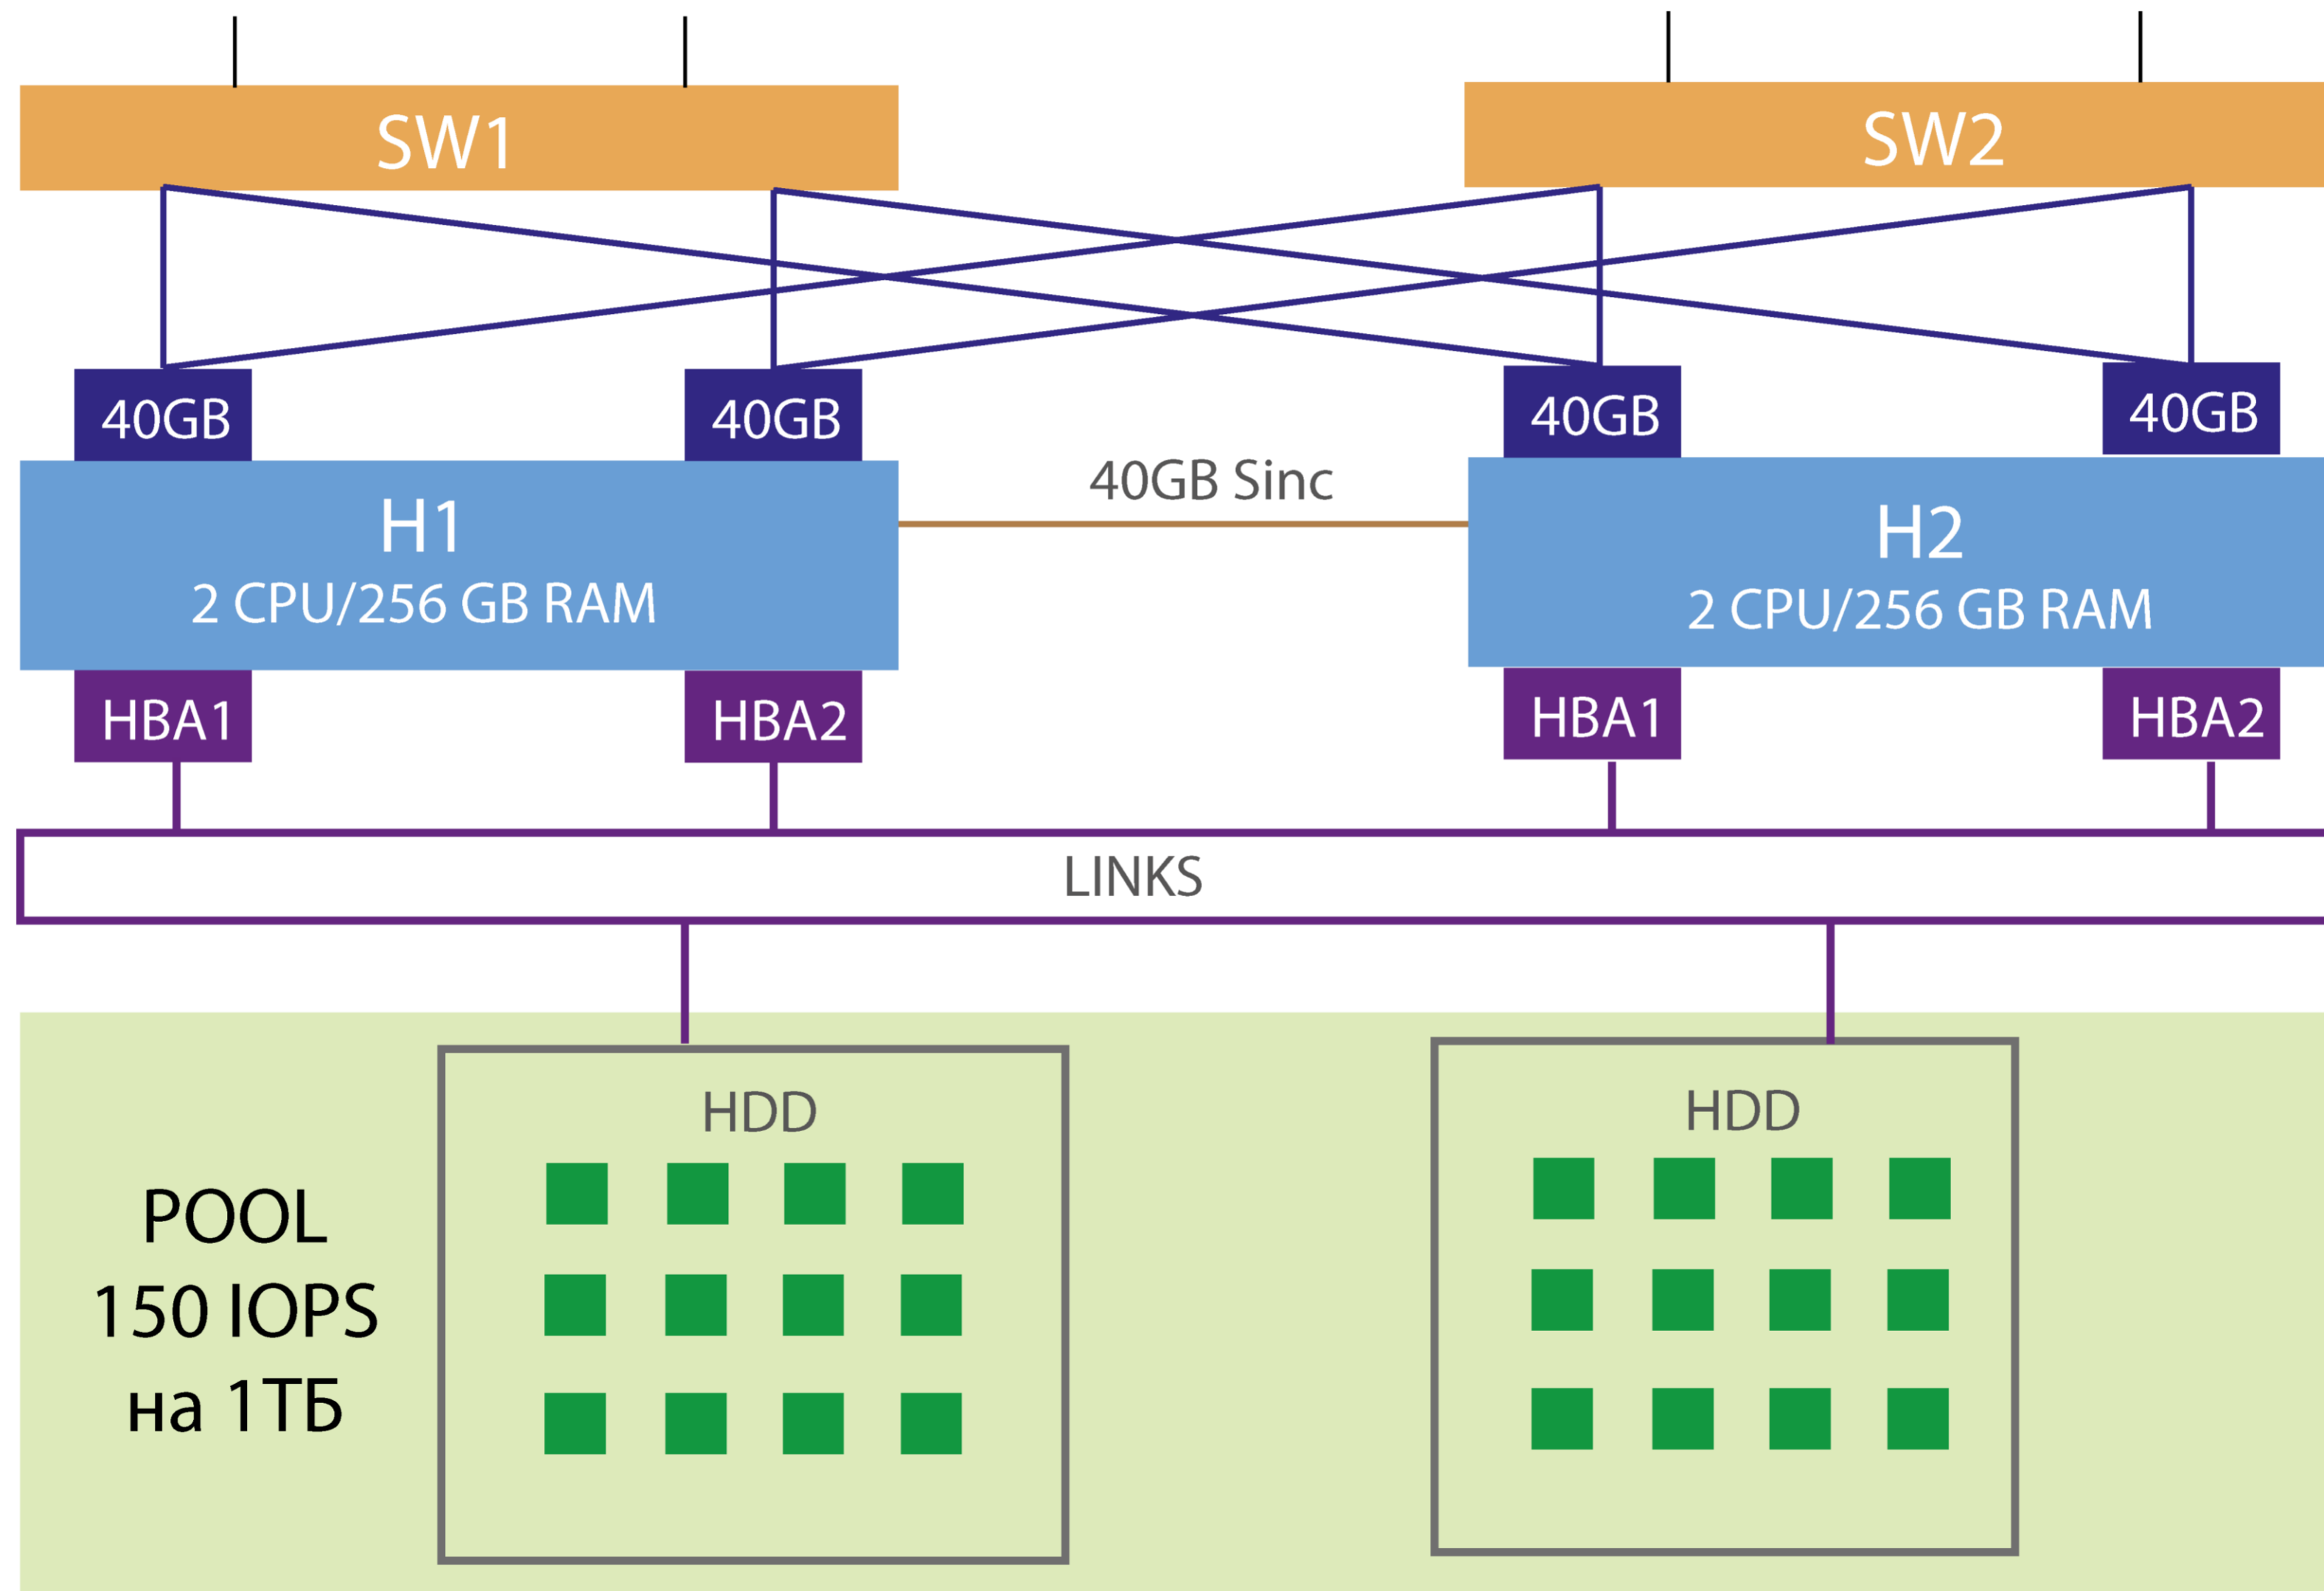 SW1
SW2
40GB
40GB
40GB
40GB
40GB Sinc
H1
2 CPU/256 GB RAM
H2
2 CPU/256 GB RAM
HBA1
HBA2
HBA1
HBA2
LINKS
HDD
HDD
POOL
150 IOPS
на 1ТБ